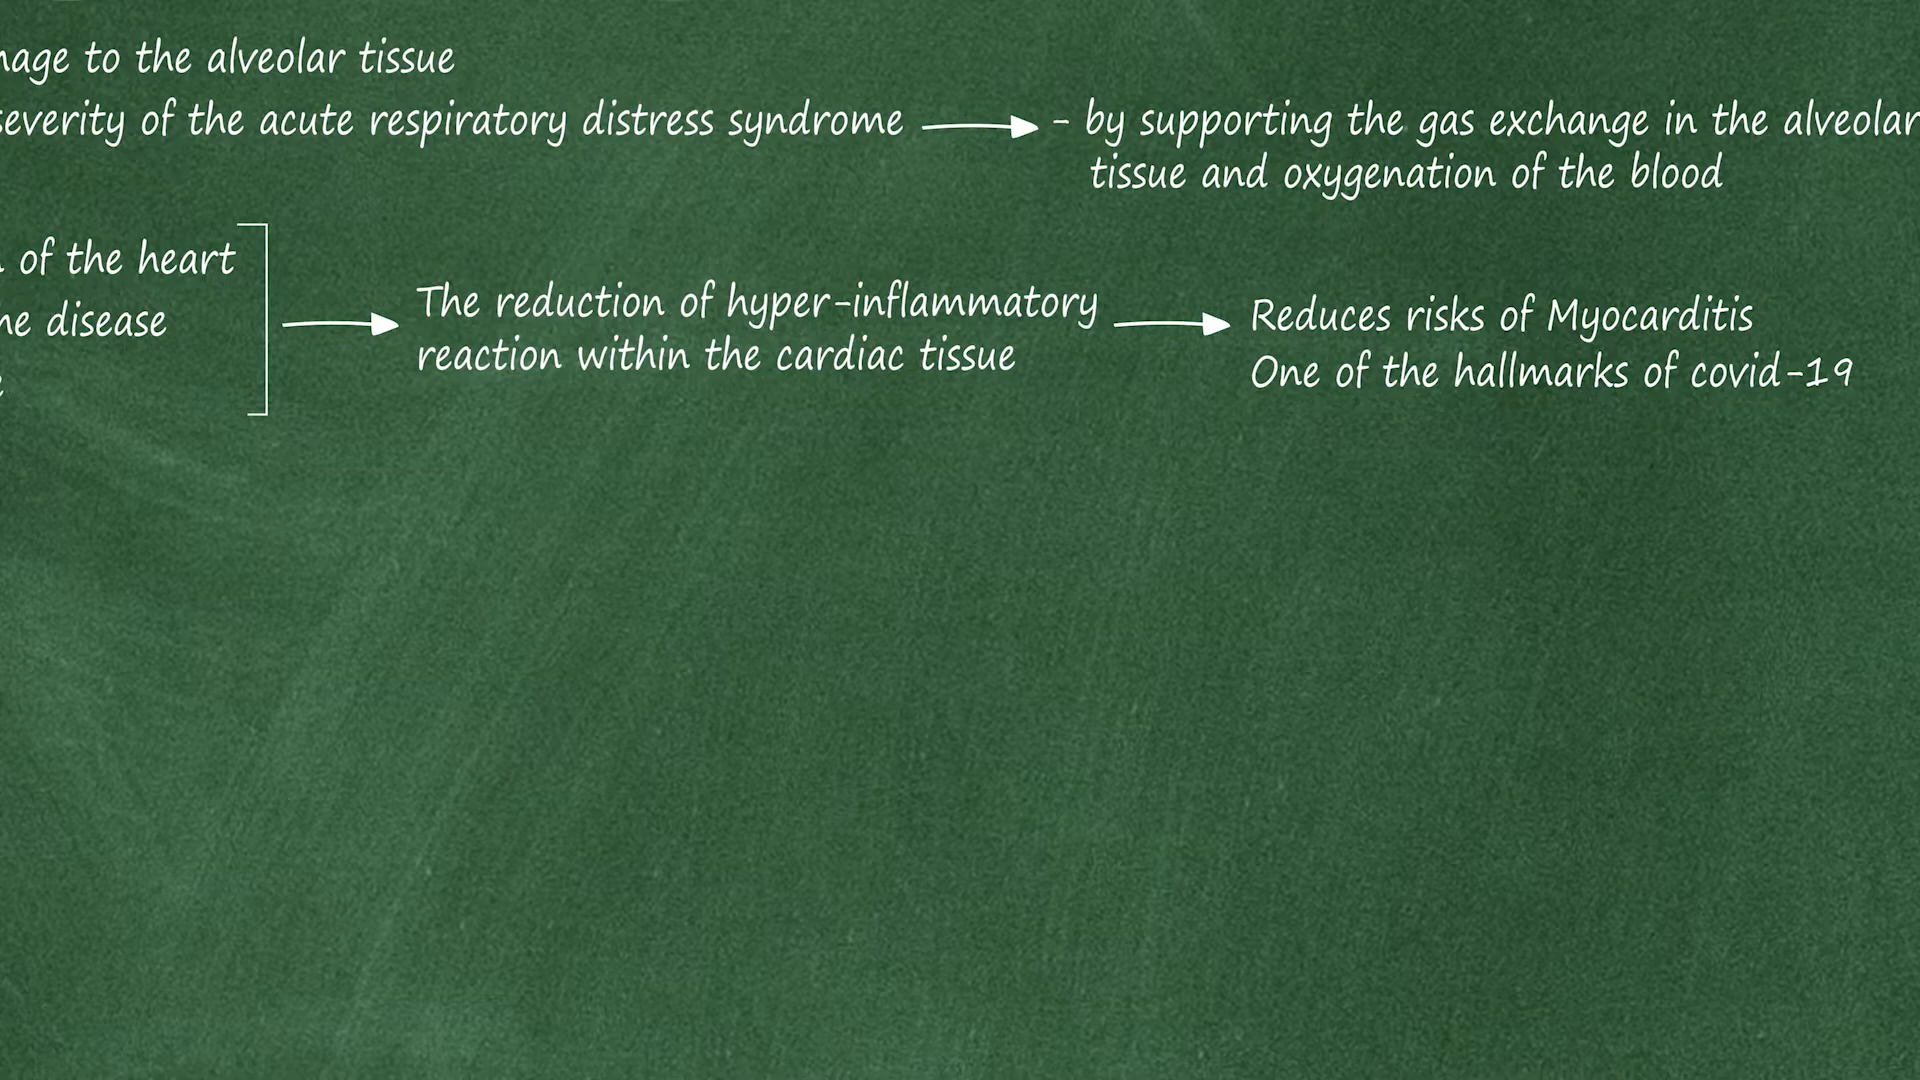 to the alveolar tissue
severity of the acute respiratory distress syndrome - by supporting the gas exchange in the alveolar
tissue and oxygenation of the blood
of the heart
disease
The reduction of hyper-inflammatory
reaction within the cardiac tissue
Reduces risks of Myocarditis
One of the hallmarks of covid-19